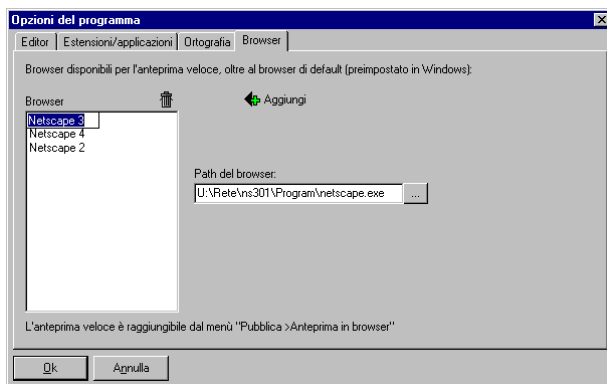 Opzioni del programma
Editor Estensioni/applicazioni Ortografia Browser
Browser disponibili per l'anteprima veloce, oltre al browser di default (preimpostato in Windows):
Browser Aggiungi
Netscape 3
Netscape 4
Netscape 2
Path del browser:
U:\Rete\ns301\Program\netscape.exe ...
L'anteprima veloce è raggiungibile dal menù "Pubblica >Anteprima in browser"
Ok Annulla